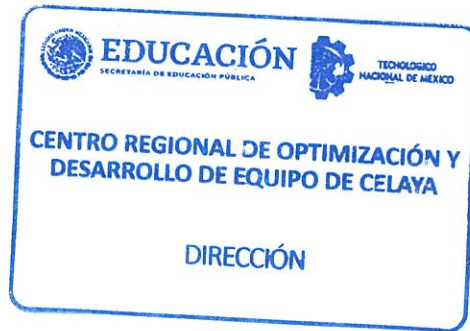 EDUCACIÓN
SECRETARÍA DE EDUCACIÓN PÚBLICA
TECNOLÓGICO
NACIONAL DE MÉXICO
CENTRO REGIONAL DE OPTIMIZACIÓN Y
DESARROLLO DE EQUIPO DE CELAYA
DIRECCIÓN